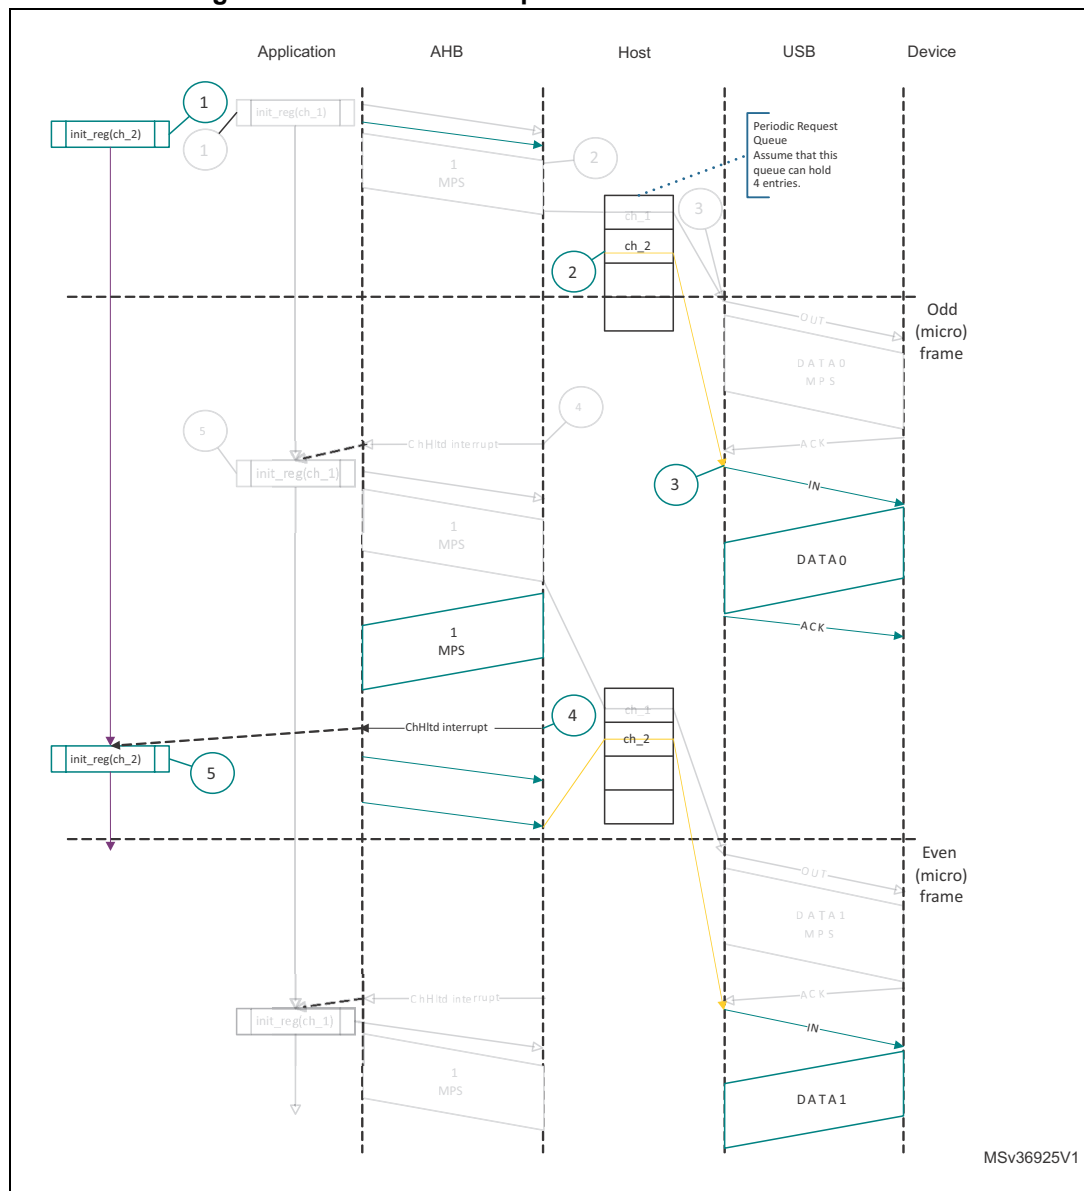 Application AHB Host USB Device
1
init_reg(ch_1)
init_reg(ch_2)
1
Periodic Request
Queue
Assume that this
queue can hold
4 entries.
2
1
MPS
3
ch_1
ch_2
2
Odd
(micro)
frame
OUT
DATA0
MPS
4
5
ChHltd interrupt
ACK
init_reg(ch_1)
3
IN
1
MPS
DATA0
ACK
1
MPS
ch_1
4
ChHltd interrupt
ch_2
init_reg(ch_2)
5
Even
(micro)
frame
OUT
DATA1
MPS
ChHltd interrupt
ACK
init_reg(ch_1)
IN
1
MPS
DATA1
MSv36925V1